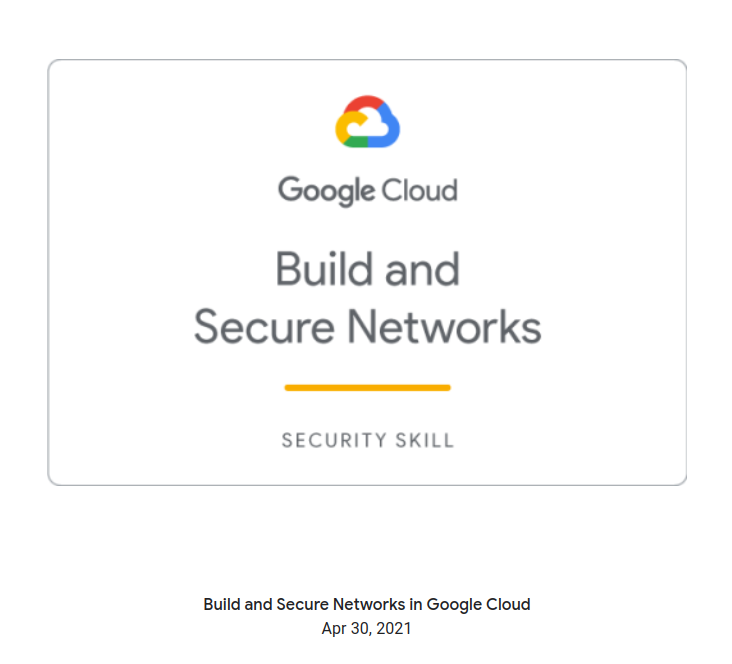 Google Cloud
Build and
Secure Networks
SECURITY SKILL
Build and Secure Networks in Google Cloud
Apr 30, 2021